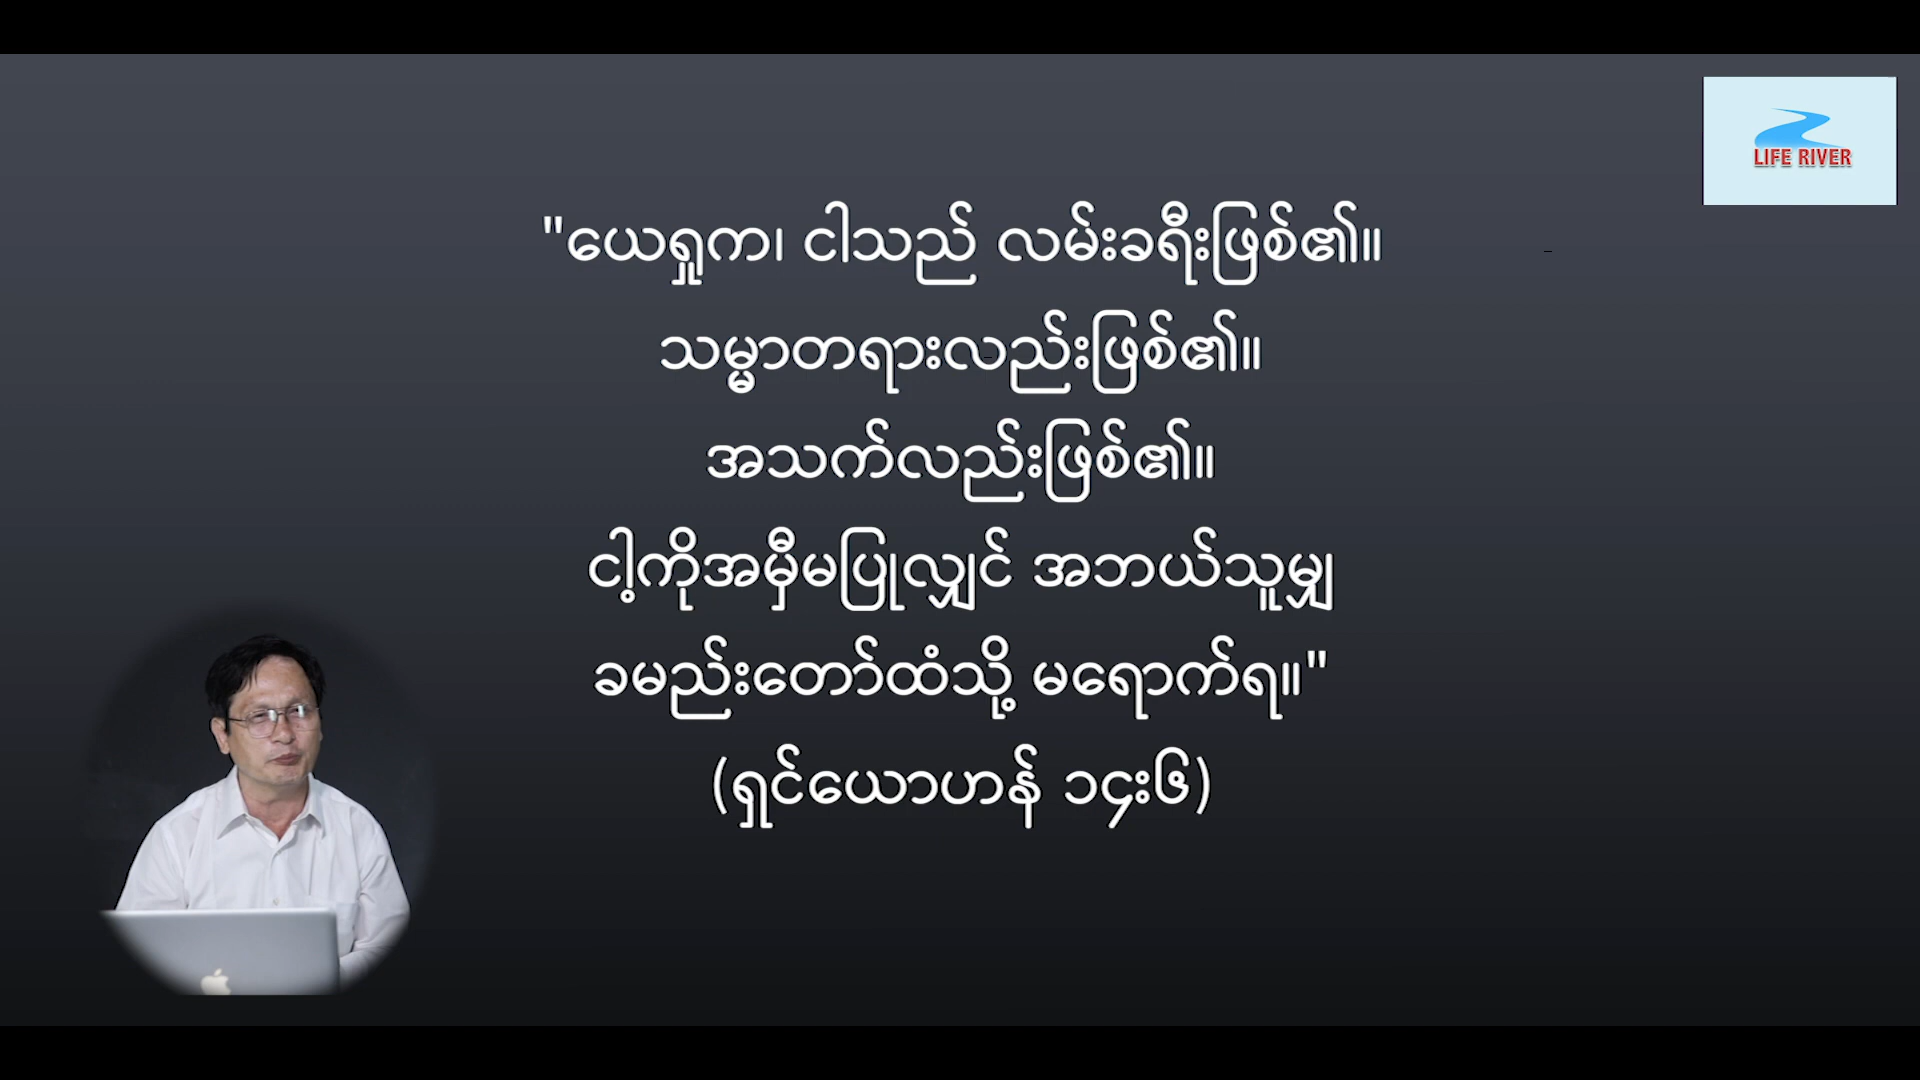 LIFE RIVER
"ယေရှုက၊ ငါသည် လမ်းခရီးဖြစ်၏။
သမ္မာတရားလည်းဖြစ်၏။
အသက်လည်းဖြစ်၏။
ငါ့ကိုအမှီမပြုလျှင် အဘယ်သူမျှ
ခမည်းတော်ထံသို့ မရောက်ရ။"
(ရှင်ယောဟန် ၁၄း၆)